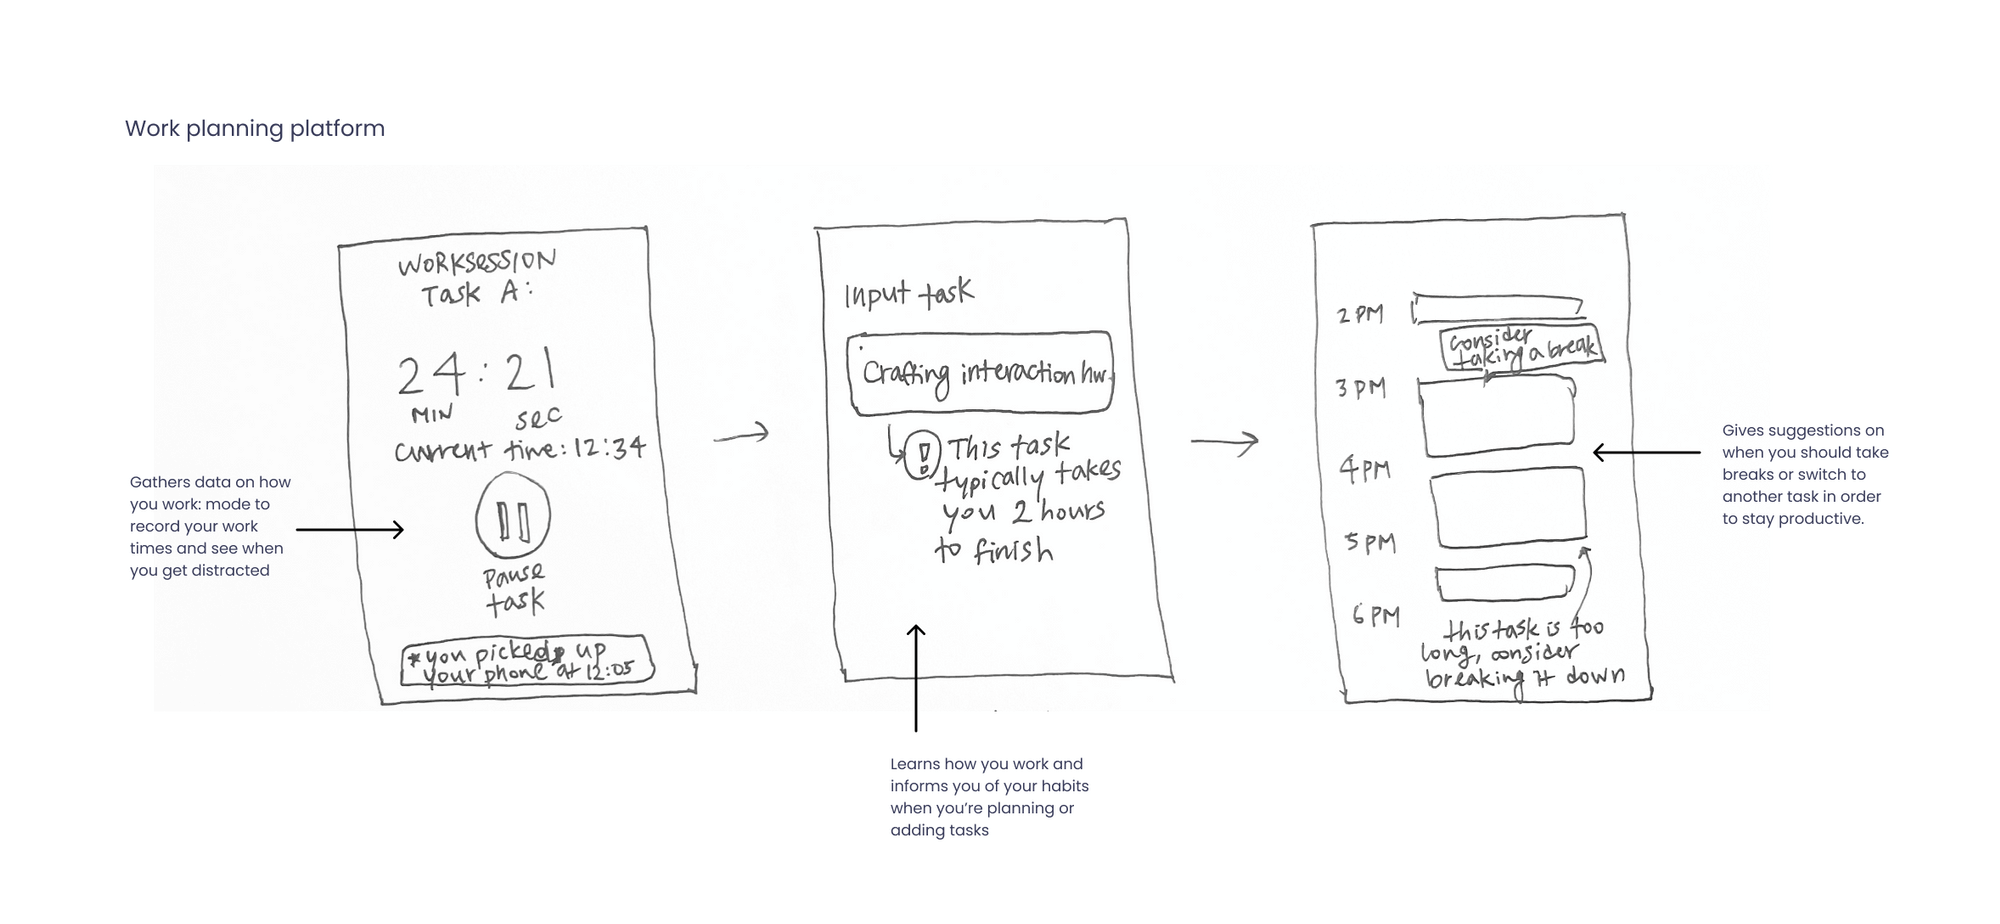 Work planning platform
WORKSESSION
Task A:
24:21
MIN sec
current time: 12:34
Pause
task
*you picked up
your phone at 12:05
Gathers data on how
you work: mode to
record your work
times and see when
you get distracted
Input task
Crafting interaction hw.
! This task
typically takes
you 2 hours
to finish
Learns how you work and
informs you of your habits
when you're planning or
adding tasks
2 PM
consider
taking a break
3 PM
4 PM
5 PM
6 PM
this task is too
long, consider
breaking it down
Gives suggestions on
when you should take
breaks or switch to
another task in order
to stay productive.